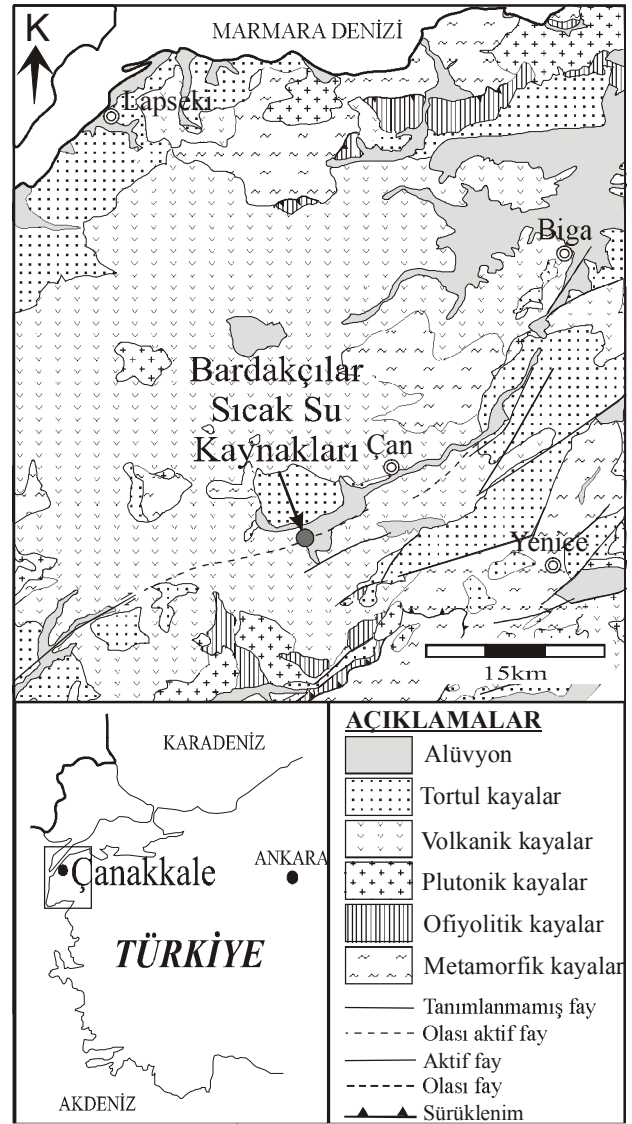 K
MARMARA DENİZİ
Lapseki
Biga
Bardakçılar
Sıcak Su
Kaynakları
Çan
Yenice
15km
KARADENİZ
ANKARA
Çanakkale
TÜRKİYE
AKDENİZ
AÇIKLAMALAR
Alüvyon
Tortul kayalar
Volkanik kayalar
Plutonik kayalar
Ofiyolitik kayalar
Metamorfik kayalar
Tanımlanmamış fay
Olası aktif fay
Aktif fay
Olası fay
Sürüklenim